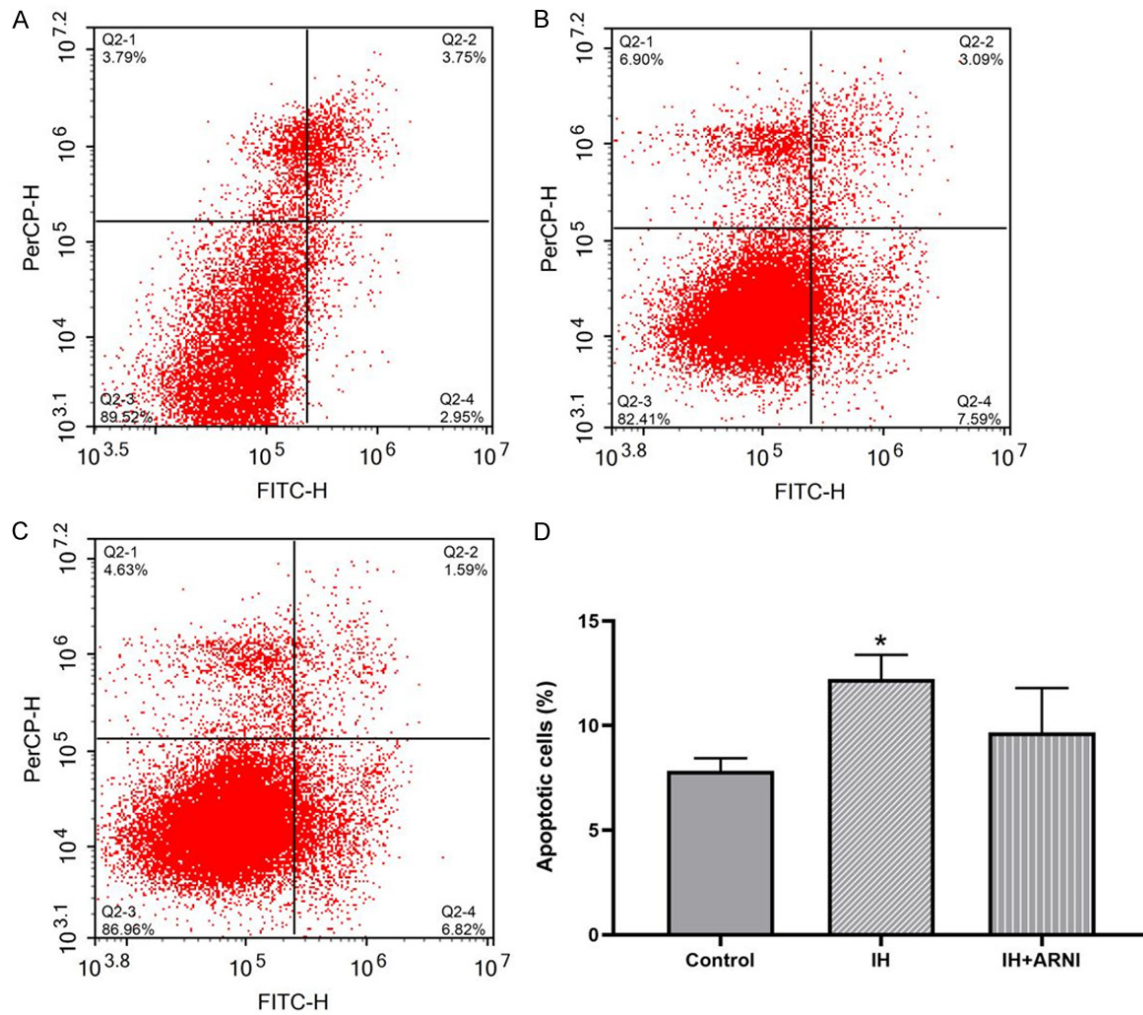 A
Q2-1
3.79%
Q2-2
3.75%
Q2-3
89.52%
Q2-4
2.95%
10^7.2
10^6
10^5
10^4
10^3.1
PerCP-H
10^3.5
10^5
10^6
10^7
FITC-H
B
Q2-1
6.90%
Q2-2
3.09%
Q2-3
82.41%
Q2-4
7.59%
10^7.2
10^6
10^5
10^4
10^3.1
PerCP-H
10^3.8
10^5
10^6
10^7
FITC-H
C
Q2-1
4.63%
Q2-2
1.59%
Q2-3
86.96%
Q2-4
6.82%
10^7.2
10^6
10^5
10^4
10^3.1
PerCP-H
10^3.8
10^5
10^6
10^7
FITC-H
D
15
10
5
0
Apoptotic cells (%)
*
Control
IH
IH+ARNI